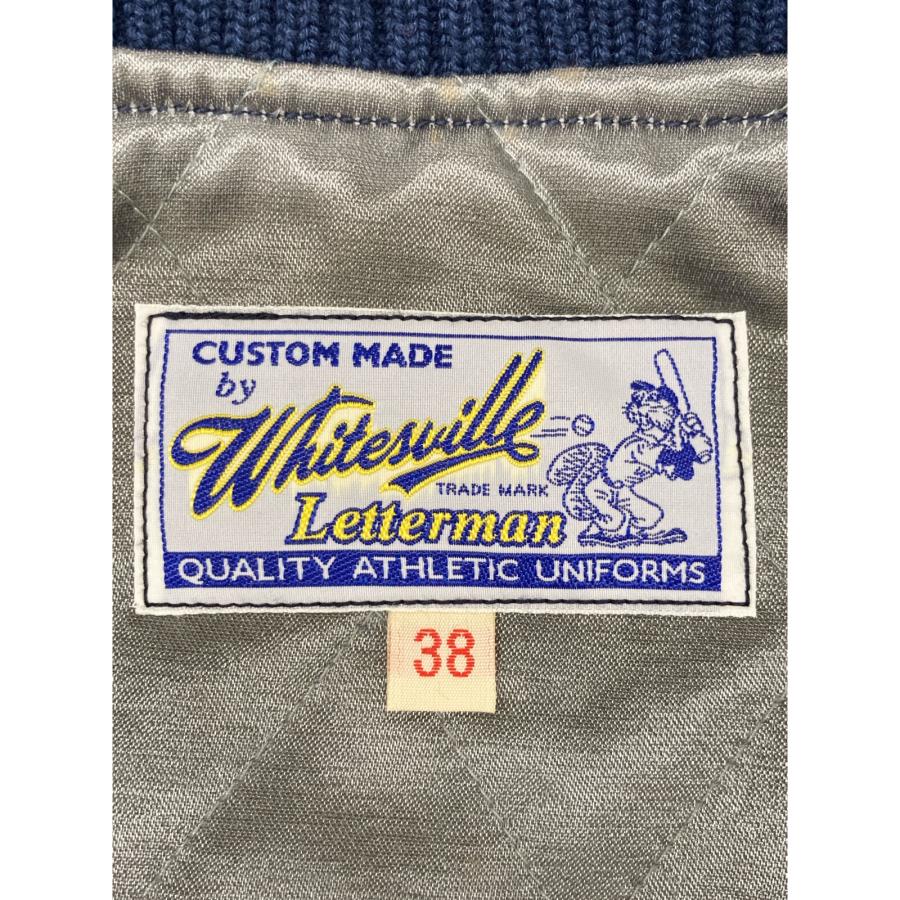 CUSTOM MADE
by
Whitesville
TRADE MARK
Letterman
QUALITY ATHLETIC UNIFORMS
38